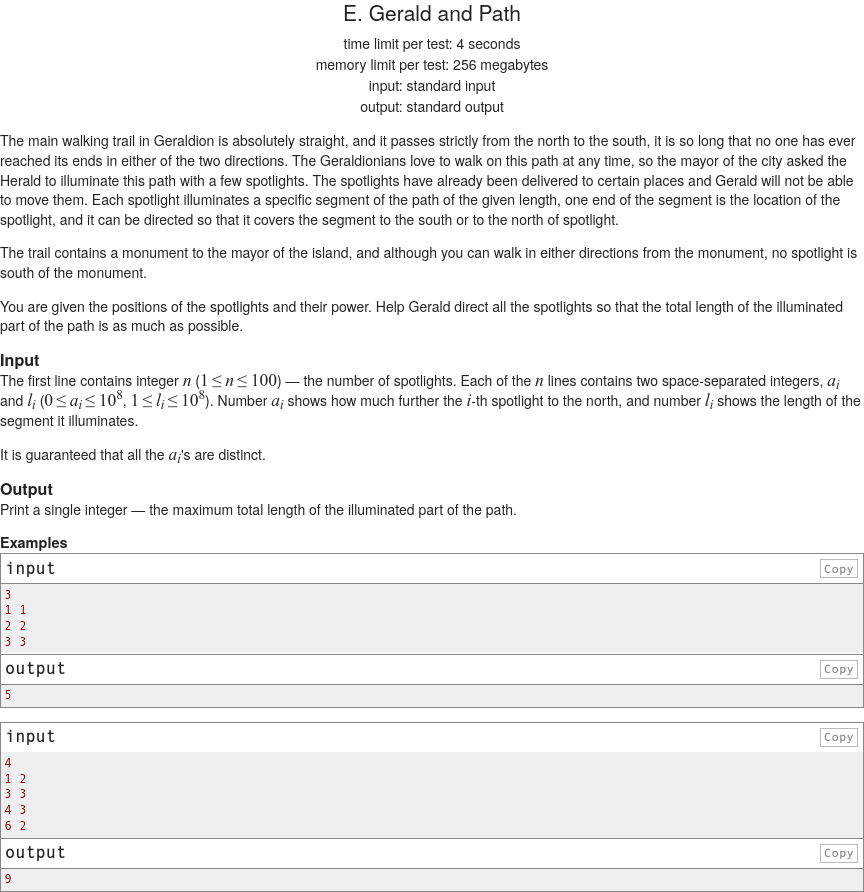 E. Gerald and Path
time limit per test: 4 seconds
memory limit per test: 256 megabytes
input: standard input
output: standard output
The main walking trail in Geraldion is absolutely straight, and it passes strictly from the north to the south, it is so long that no one has ever
reached its ends in either of the two directions. The Geraldionians love to walk on this path at any time, so the mayor of the city asked the
Herald to illuminate this path with a few spotlights. The spotlights have already been delivered to certain places and Gerald will not be able
to move them. Each spotlight illuminates a specific segment of the path of the given length, one end of the segment is the location of the
spotlight, and it can be directed so that it covers the segment to the south or to the north of spotlight.
The trail contains a monument to the mayor of the island, and although you can walk in either directions from the monument, no spotlight is
south of the monument.
You are given the positions of the spotlights and their power. Help Gerald direct all the spotlights so that the total length of the illuminated
part of the path is as much as possible.
Input
The first line contains integer n (1 ≤ n ≤ 100) — the number of spotlights. Each of the n lines contains two space-separated integers, a_i
and l_i (0 ≤ a_i ≤ 10^8, 1 ≤ l_i ≤ 10^8). Number a_i shows how much further the i-th spotlight to the north, and number l_i shows the length of the
segment it illuminates.
It is guaranteed that all the a_i's are distinct.
Output
Print a single integer — the maximum total length of the illuminated part of the path.
Examples
input Copy
3
1 1
2 2
3 3
output Copy
5
input Copy
4
1 2
3 3
4 3
6 2
output Copy
9